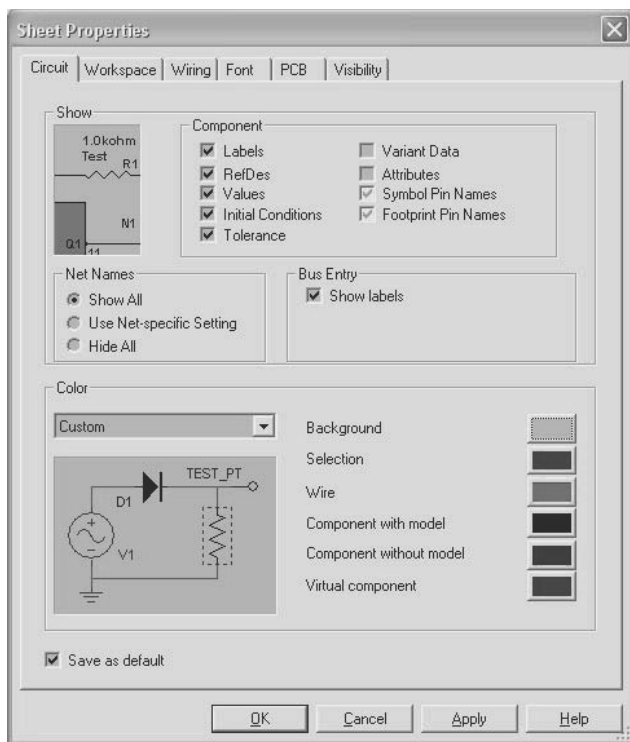 Sheet Properties
Circuit Workspace Wiring Font PCB Visibility
Show
1.0kohm
Test R1
N1
Q1 11
Component
Labels
RefDes
Values
Initial Conditions
Tolerance
Variant Data
Attributes
Symbol Pin Names
Footprint Pin Names
Net Names
Show All
Use Net-specific Setting
Hide All
Bus Entry
Show labels
Color
Custom
TEST_PT
D1
V1
Background
Selection
Wire
Component with model
Component without model
Virtual component
Save as default
OK Cancel Apply Help